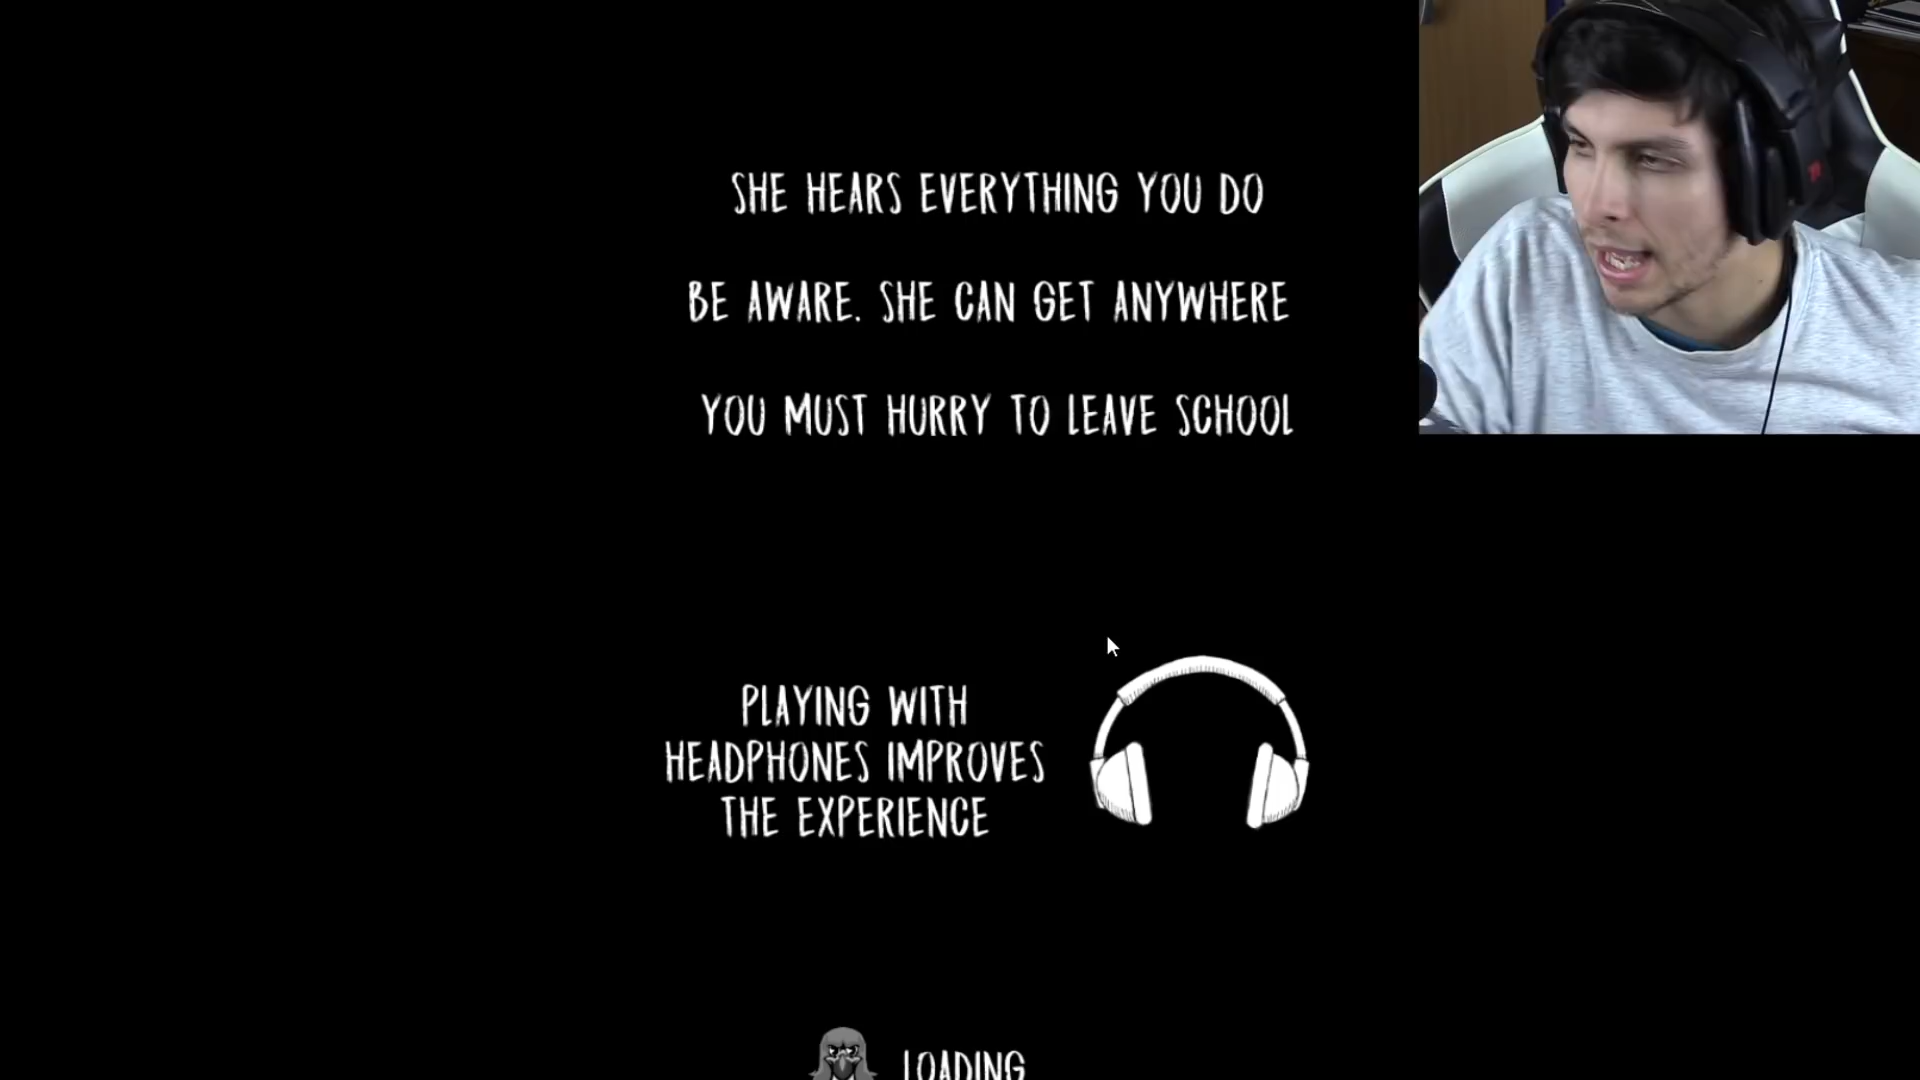 SHE HEARS EVERYTHING YOU DO
BE AWARE. SHE CAN GET ANYWHERE
YOU MUST HURRY TO LEAVE SCHOOL
PLAYING WITH
HEADPHONES IMPROVES
THE EXPERIENCE
LOADING